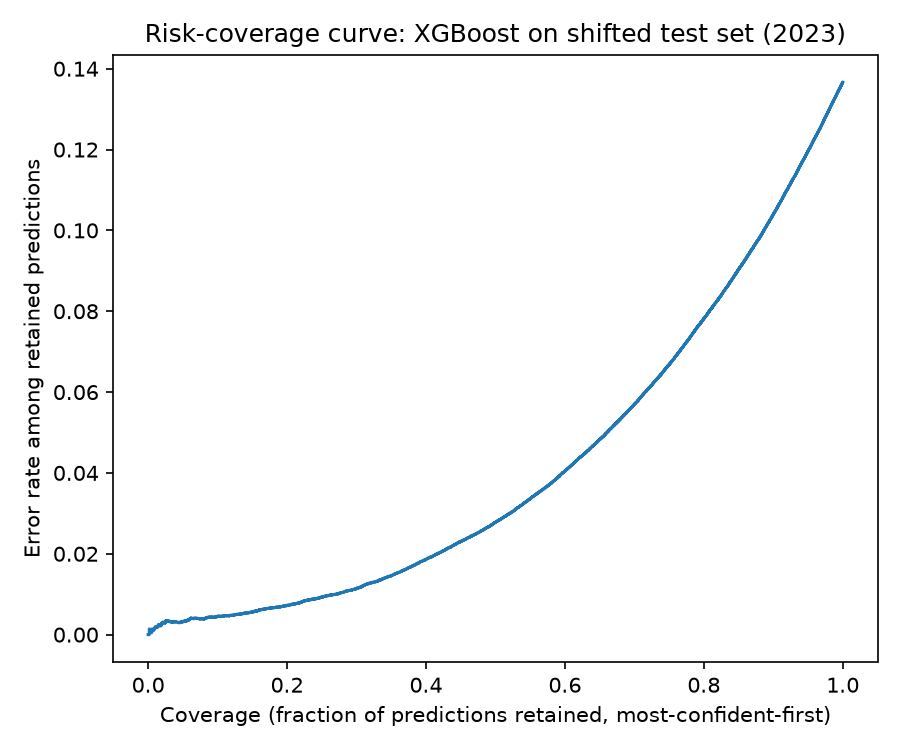 Risk-coverage curve: XGBoost on shifted test set (2023)
Error rate among retained predictions
0.14
0.12
0.10
0.08
0.06
0.04
0.02
0.00
0.0 0.2 0.4 0.6 0.8 1.0
Coverage (fraction of predictions retained, most-confident-first)